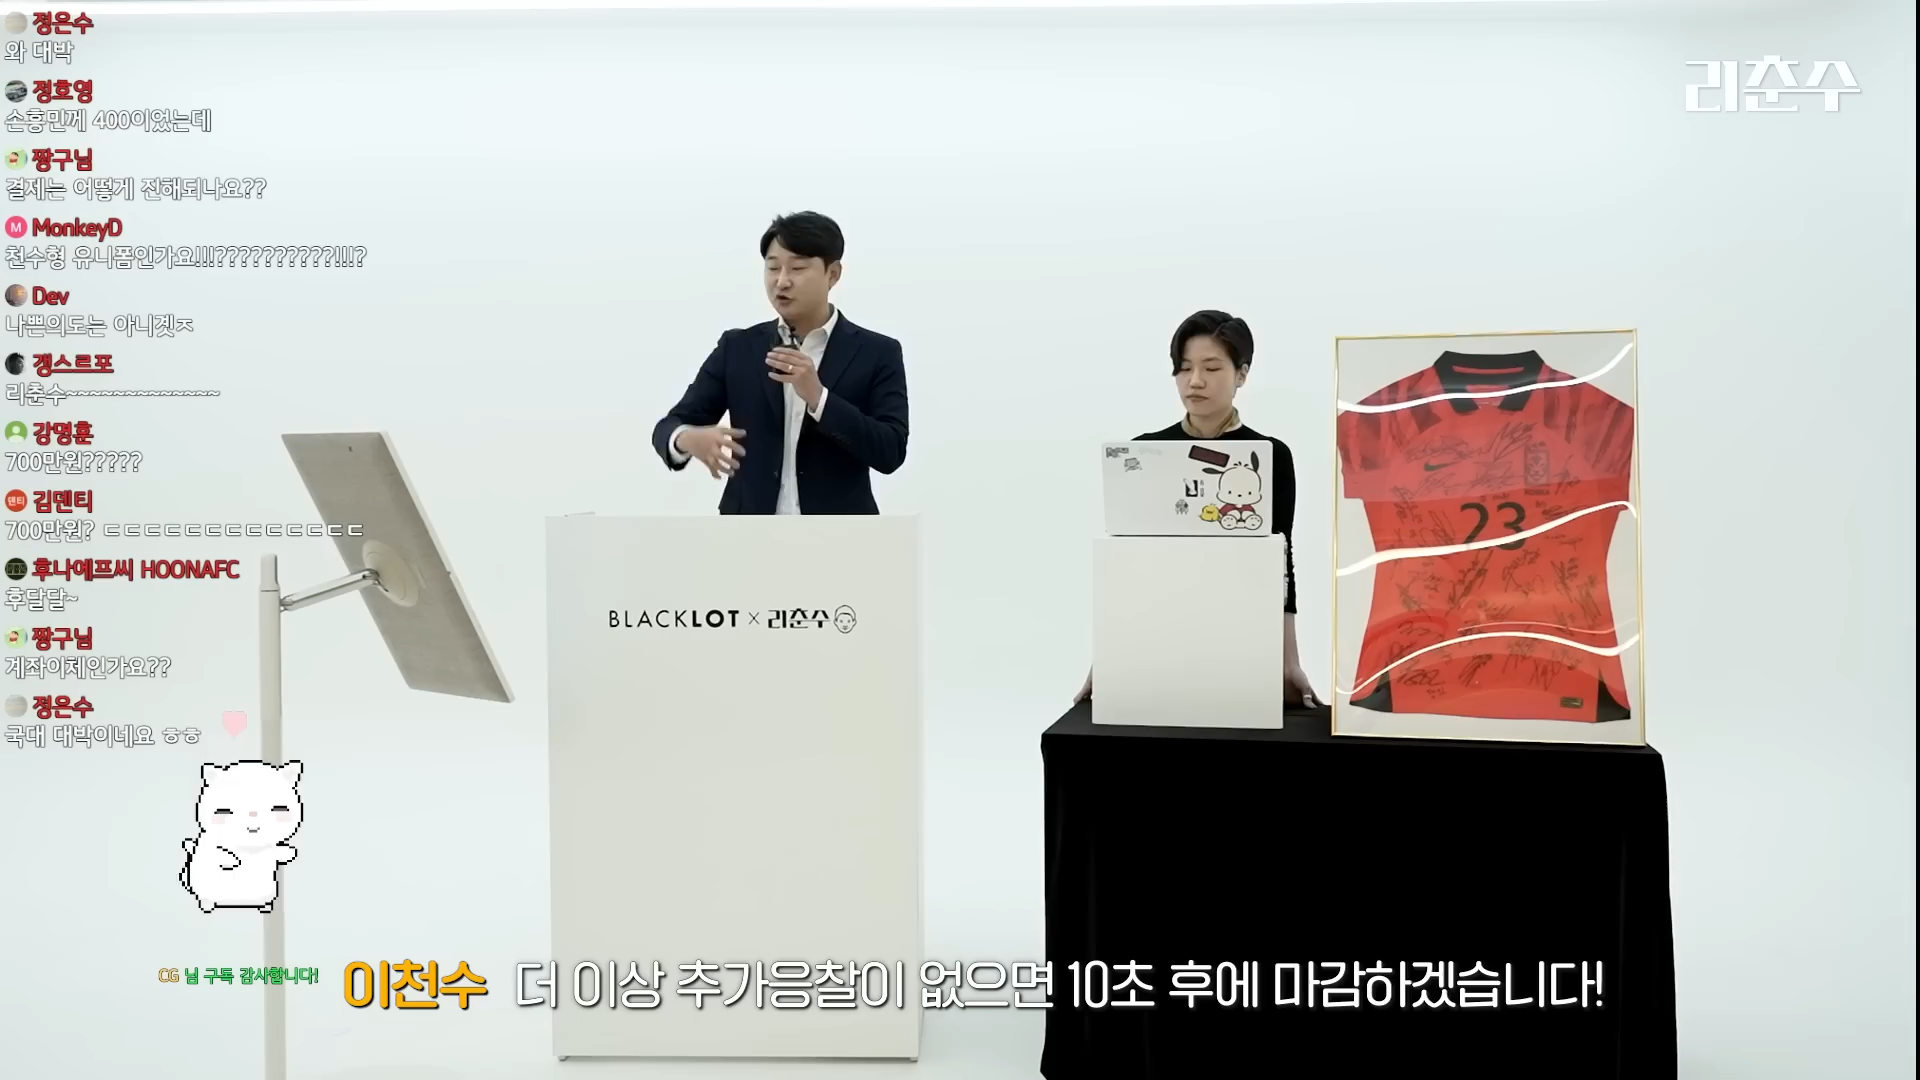 정은수
와 대박
정호영
손흥민께 400이었는데
짱구님
결제는 어떻게 진해되나요??
M MonkeyD
천수형 유니폼인가요!!!??????????!!!?
Dev
나쁜의도는 아니겟ㅈ
갱스르포
리춘수~~~~~~~~~~~~~
강명훈
700만원?????
덴티 김덴티
700만원? ㄷㄷㄷㄷㄷㄷㄷㄷㄷㄷㄷㄷㄷ
후나에프씨 HOONAFC
후달달~
짱구님
계좌이체인가요??
정은수
국대 대박이네요 ㅎㅎ
리춘수
BLACKLOT × 리춘수
23
CG 님 구독 감사합니다!
이천수 더 이상 추가응찰이 없으면 10초 후에 마감하겠습니다!